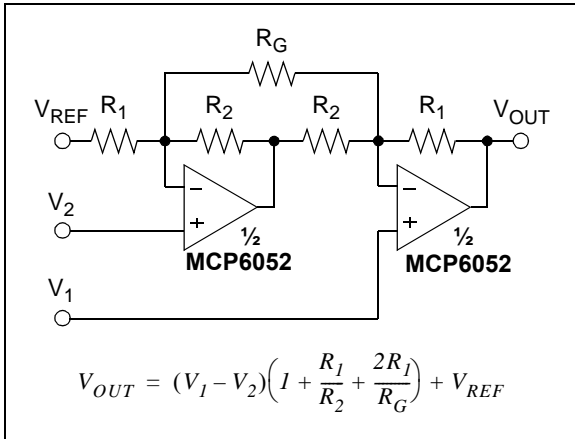 R_G
V_REF R_1 R_2 R_2 R_1 V_OUT
V_2
½
MCP6052
½
MCP6052
V_1
V_OUT = (V_1 – V_2)(1 + R_1/R_2 + 2R_1/R_G) + V_REF